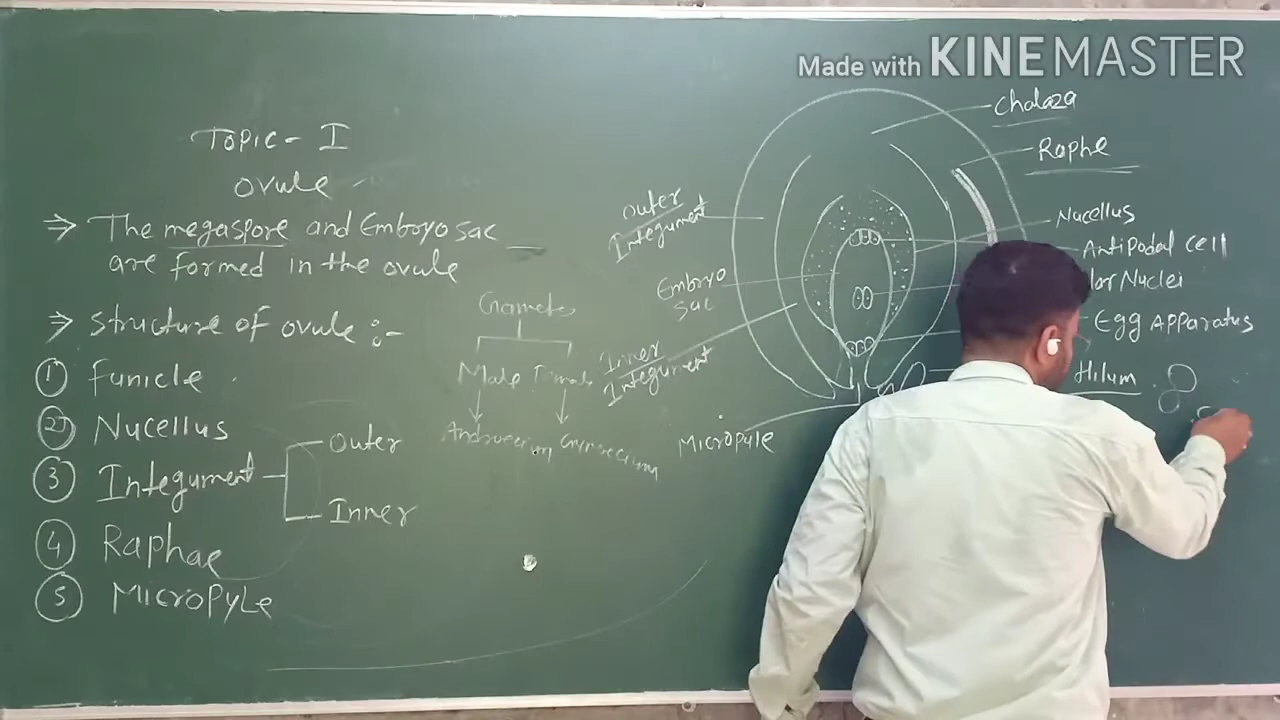 Made with KINEMASTER
Topic - I
Ovule
⇒ The megaspore and Embryo sac
are formed in the ovule
⇒ Structure of ovule :-
① Funicle
② Nucellus
③ Integument
Outer
Inner
④ Raphae
⑤ MicroPyle
Gametes
Male Female
Androecium Gynoecium
Outer
Integument
Embryo
sac
Inner
Integument
Micropyle
Chalaza
Raphe
Nucellus
Antipodal cell
lar Nuclei
Egg Apparatus
Hilum